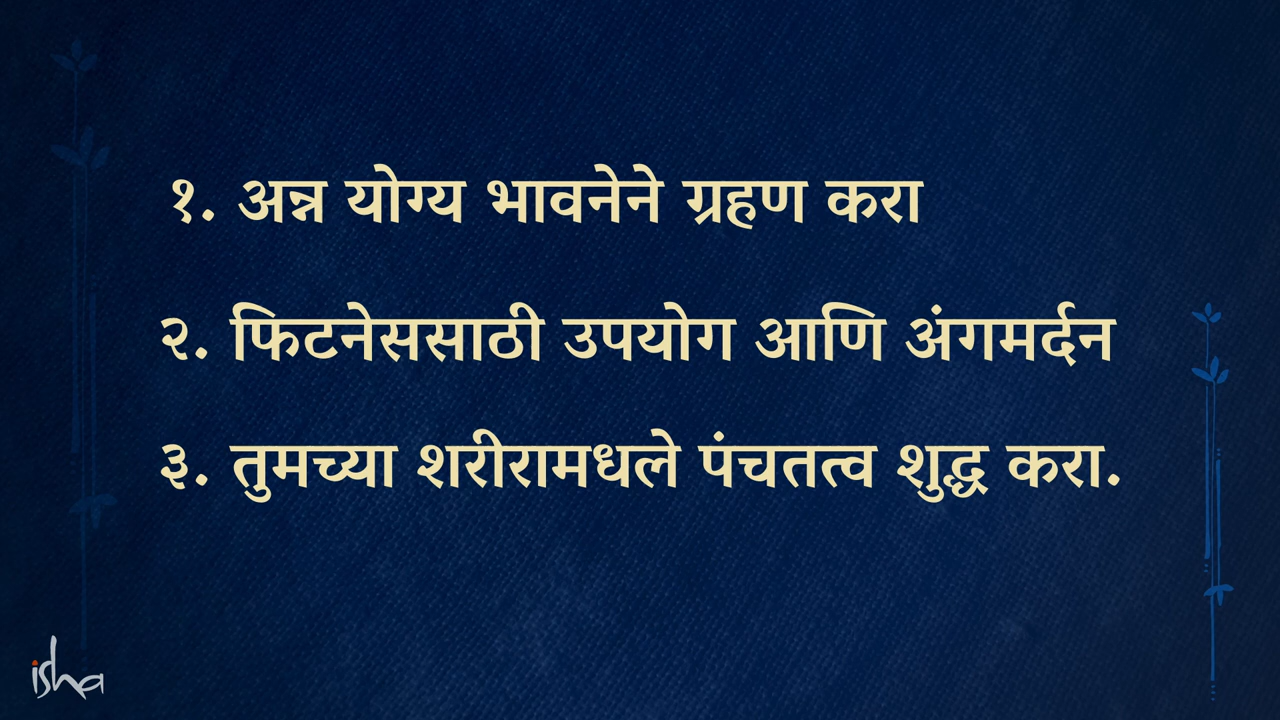 १. अन्न योग्य भावनेने ग्रहण करा
२. फिटनेससाठी उपयोग आणि अंगमर्दन
३. तुमच्या शरीरामधले पंचतत्व शुद्ध करा.
isha